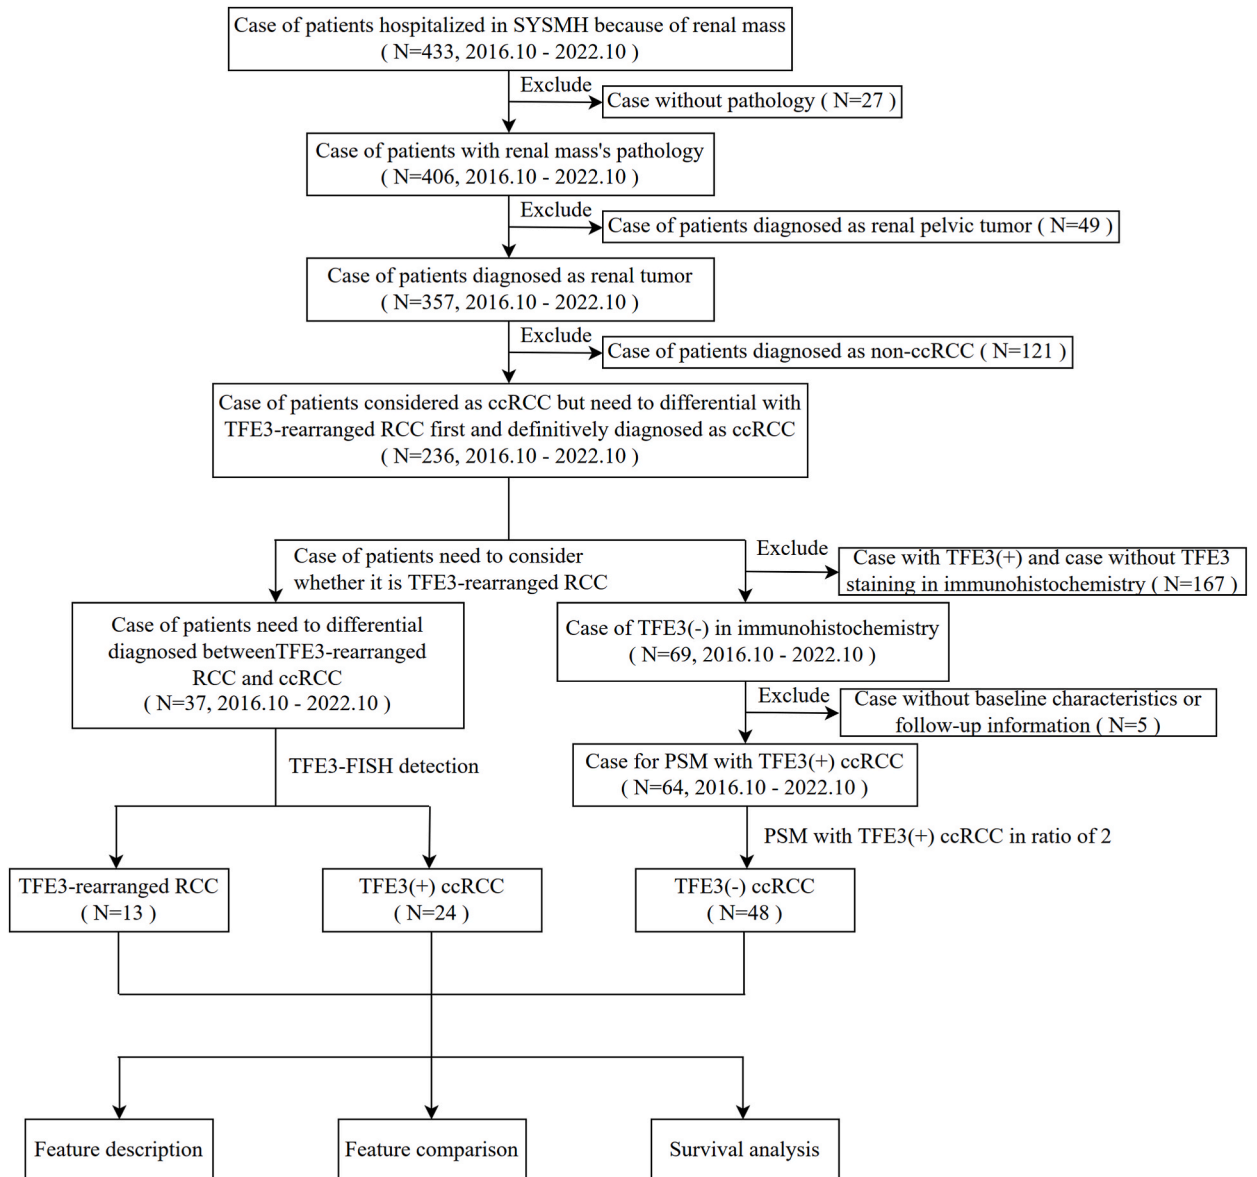 Case of patients hospitalized in SYSMH because of renal mass
( N=433, 2016.10 - 2022.10 )
Exclude
Case without pathology ( N=27 )
Case of patients with renal mass's pathology
( N=406, 2016.10 - 2022.10 )
Exclude
Case of patients diagnosed as renal pelvic tumor ( N=49 )
Case of patients diagnosed as renal tumor
( N=357, 2016.10 - 2022.10 )
Exclude
Case of patients diagnosed as non-ccRCC ( N=121 )
Case of patients considered as ccRCC but need to differential with
TFE3-rearranged RCC first and definitively diagnosed as ccRCC
( N=236, 2016.10 - 2022.10 )
Case of patients need to consider
whether it is TFE3-rearranged RCC
Exclude
Case with TFE3(+) and case without TFE3
staining in immunohistochemistry ( N=167 )
Case of patients need to differential
diagnosed betweenTFE3-rearranged
RCC and ccRCC
( N=37, 2016.10 - 2022.10 )
Case of TFE3(-) in immunohistochemistry
( N=69, 2016.10 - 2022.10 )
Exclude
Case without baseline characteristics or
follow-up information ( N=5 )
TFE3-FISH detection
Case for PSM with TFE3(+) ccRCC
( N=64, 2016.10 - 2022.10 )
PSM with TFE3(+) ccRCC in ratio of 2
TFE3-rearranged RCC
( N=13 )
TFE3(+) ccRCC
( N=24 )
TFE3(-) ccRCC
( N=48 )
Feature description
Feature comparison
Survival analysis